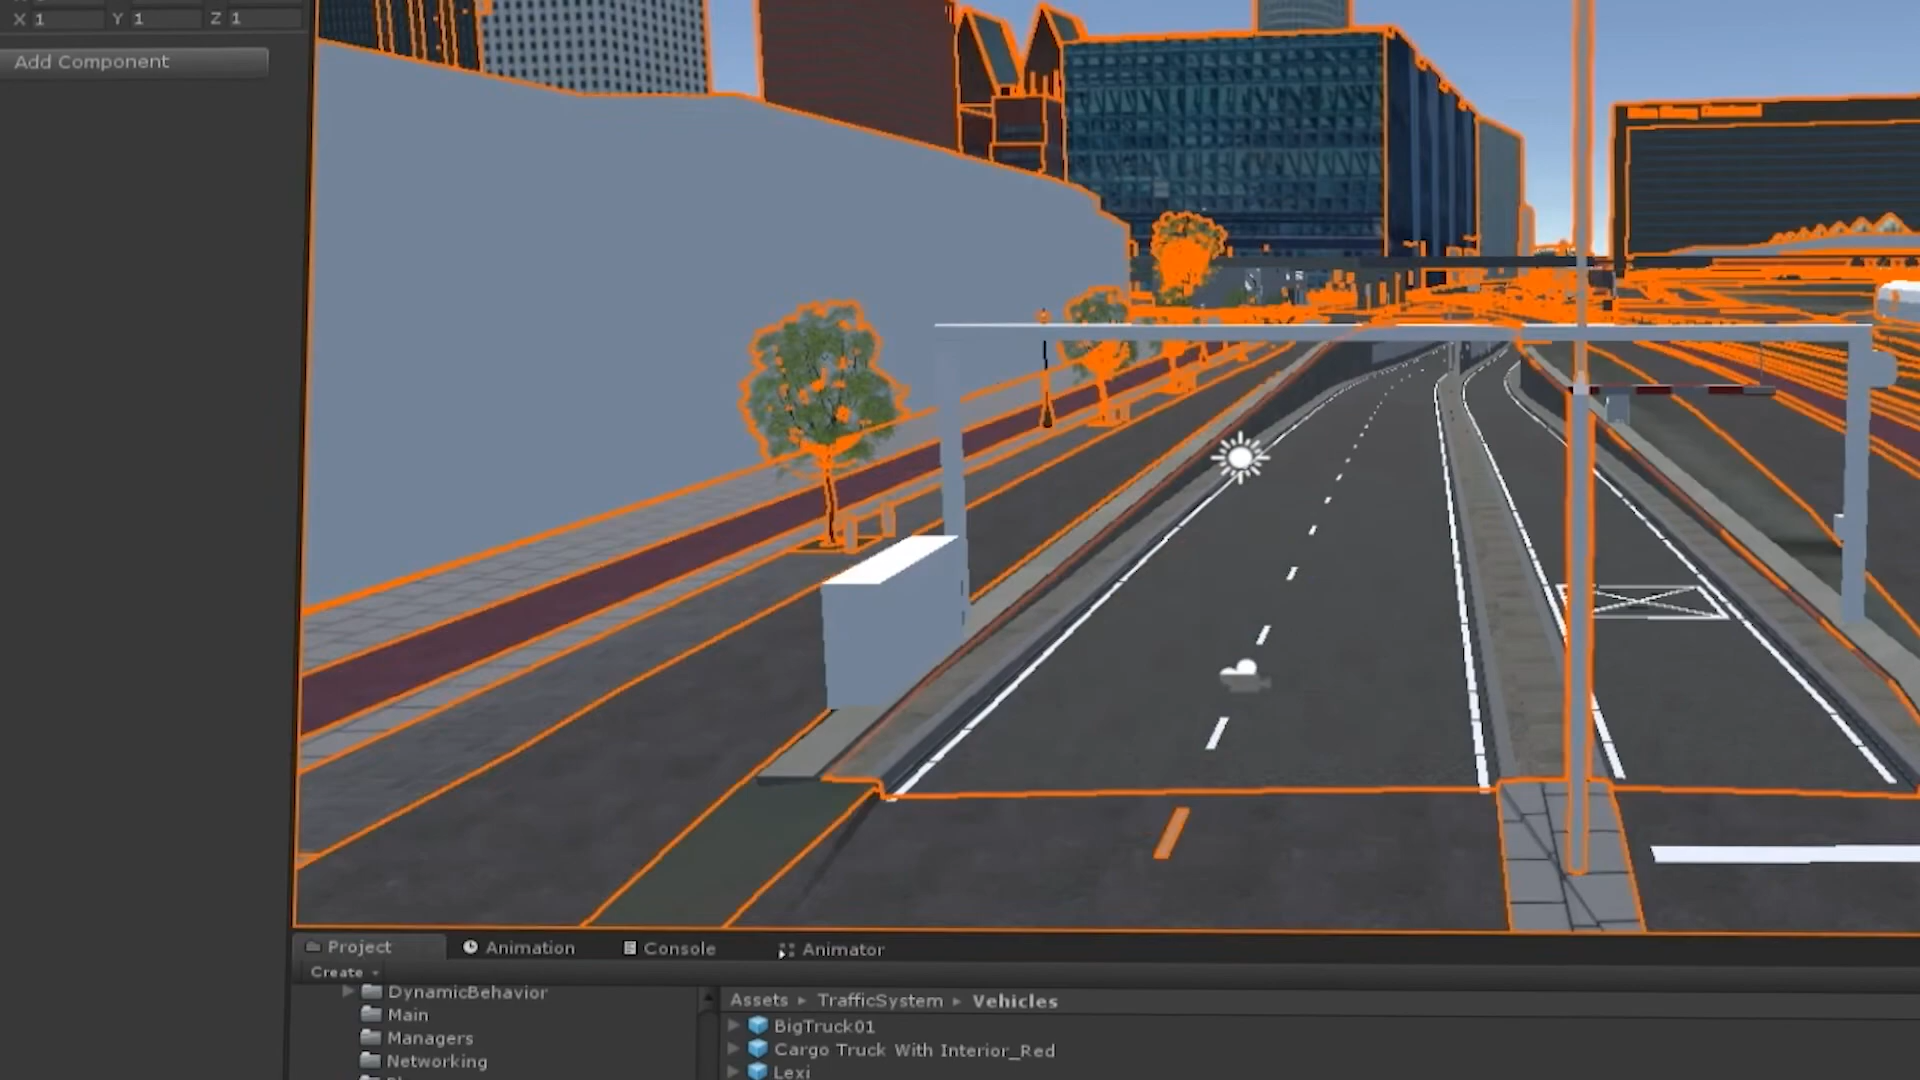 X 1 Y 1 Z 1
Add Component
Project Animation Console Animator
Create
DynamicBehavior
Main
Managers
Networking
Assets ▸ TrafficSystem ▸ Vehicles
BigTruck01
Cargo Truck With Interior_Red
Lexi